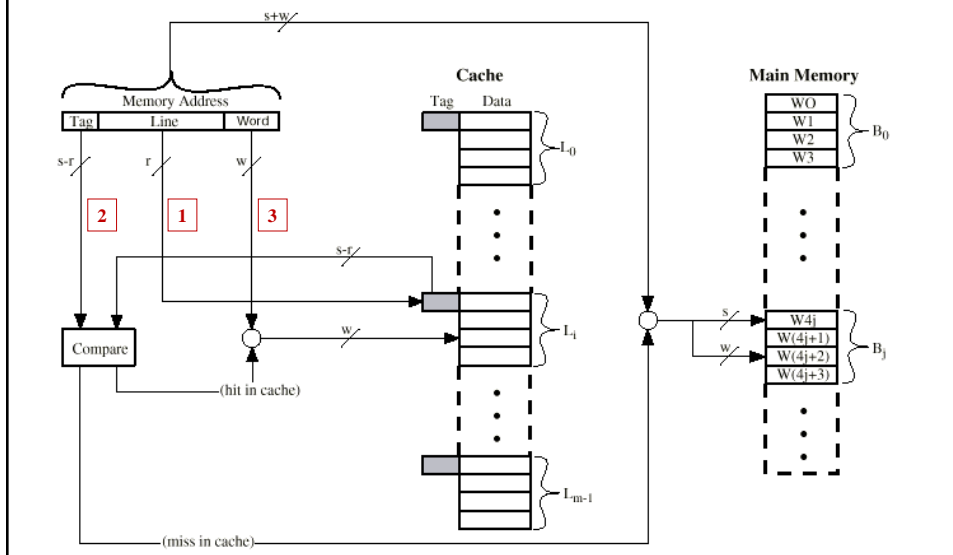 s+w
Cache
Main Memory
Memory Address
Tag Data
Tag Line Word
WO
W1
W2
W3
B0
L0
s-r
r
w
2
1
3
s-r
Compare
w
Li
s
w
W4j
W(4j+1)
W(4j+2)
W(4j+3)
Bj
(hit in cache)
Lm-1
(miss in cache)